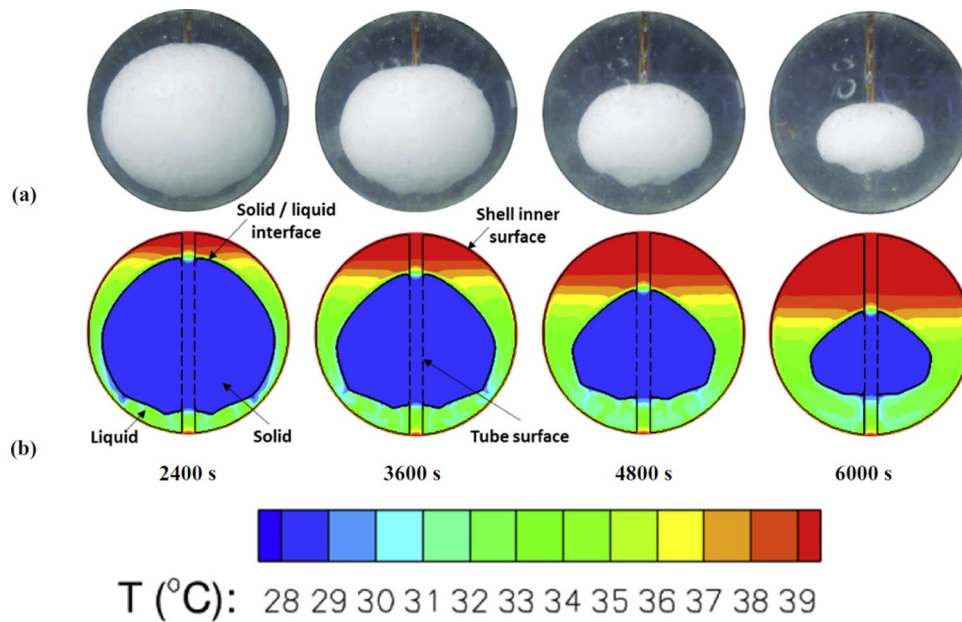 (a)
Solid / liquid
interface
Shell inner
surface
Liquid
Solid
Tube surface
(b)
2400 s
3600 s
4800 s
6000 s
T (°C): 28 29 30 31 32 33 34 35 36 37 38 39